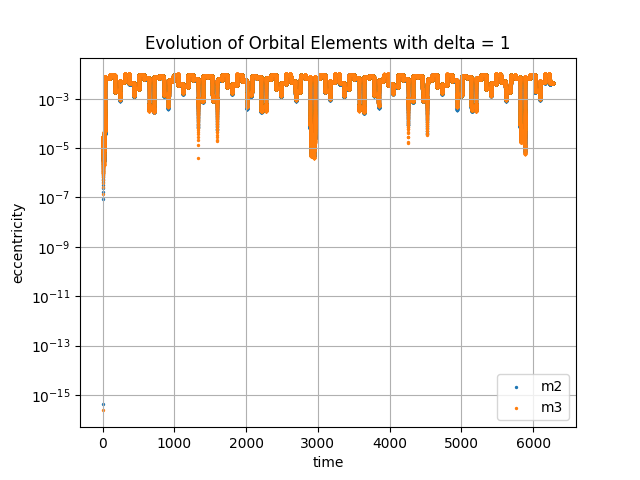 Evolution of Orbital Elements with delta = 1
eccentricity
10⁻³
10⁻⁵
10⁻⁷
10⁻⁹
10⁻¹¹
10⁻¹³
10⁻¹⁵
m2
m3
0 1000 2000 3000 4000 5000 6000
time